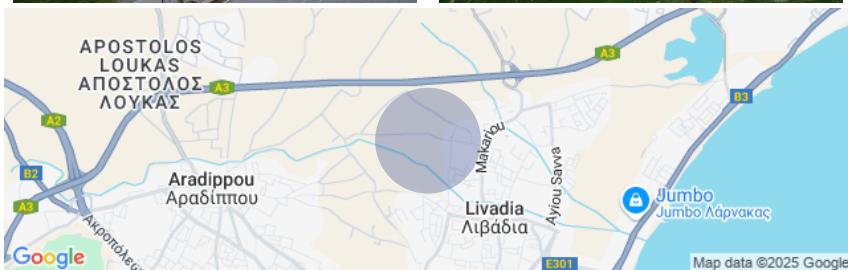 APOSTOLOS
LOUKAS
ΑΠΟΣΤΟΛΟΣ
ΛΟΥΚΑΣ
A3
A3
B3
A2
B2
A3
Aradippou
Αραδίππου
Makariou
Ayiou Savva
Livadia
Λιβάδια
Jumbo
Jumbo Λάρνακας
E301
Google
Map data ©2025 Google